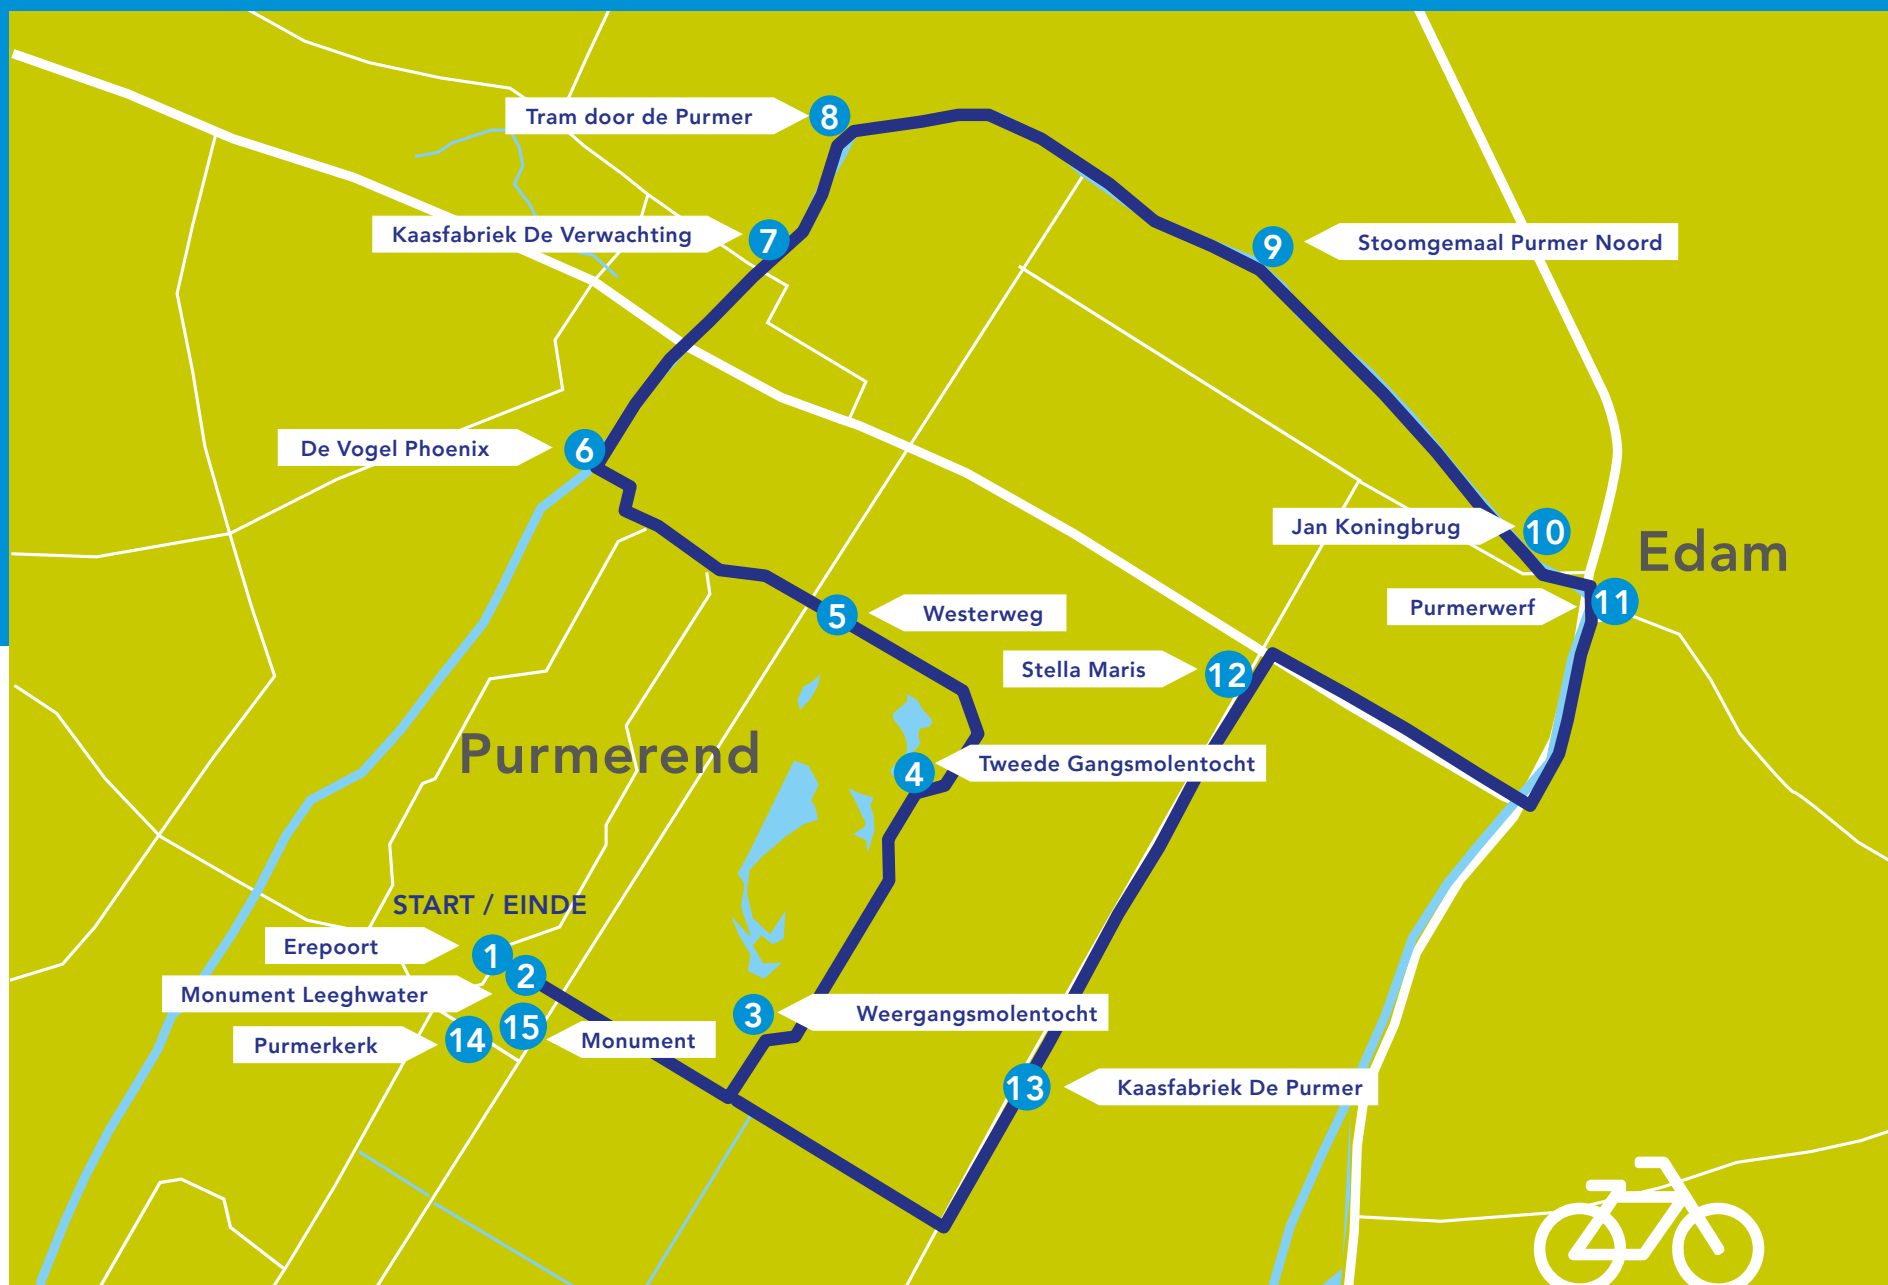 Tram door de Purmer
8
Kaasfabriek De Verwachting
7
9
Stoomgemaal Purmer Noord
De Vogel Phoenix
6
Jan Koningbrug
10
Edam
5
Westerweg
Purmerwerf
11
Stella Maris
12
Purmerend
4
Tweede Gangsmolentocht
START / EINDE
Erepoort
1
2
Monument Leeghwater
3
Weergangsmolentocht
Purmerkerk
14
15
Monument
13
Kaasfabriek De Purmer